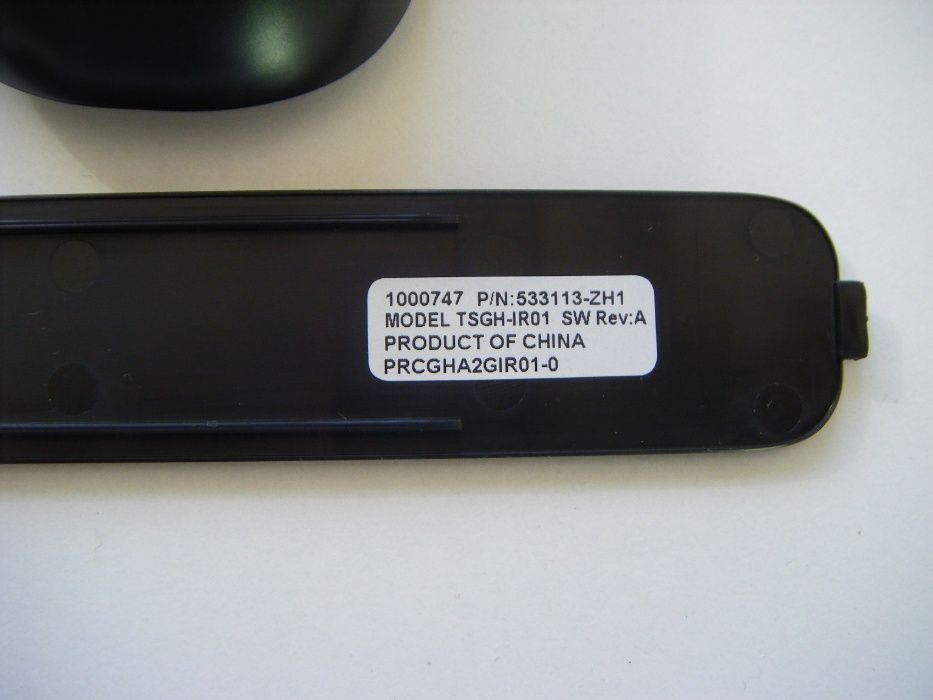 1000747 P/N:533113-ZH1
MODEL TSGH-IR01 SW Rev:A
PRODUCT OF CHINA
PRCGHA2GIR01-0